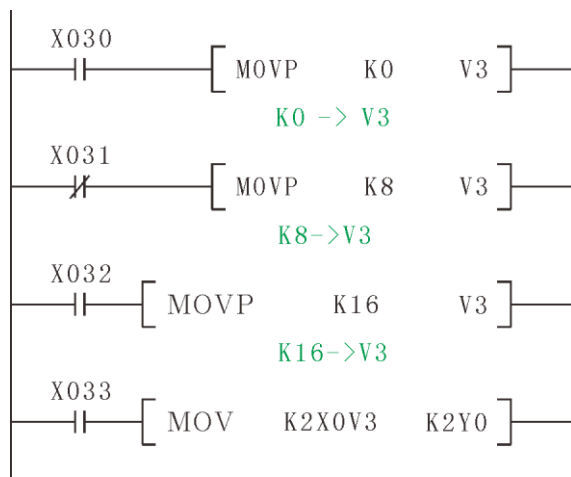 X030
MOVP K0 V3
K0 -> V3
X031
MOVP K8 V3
K8->V3
X032
MOVP K16 V3
K16->V3
X033
MOV K2X0V3 K2Y0